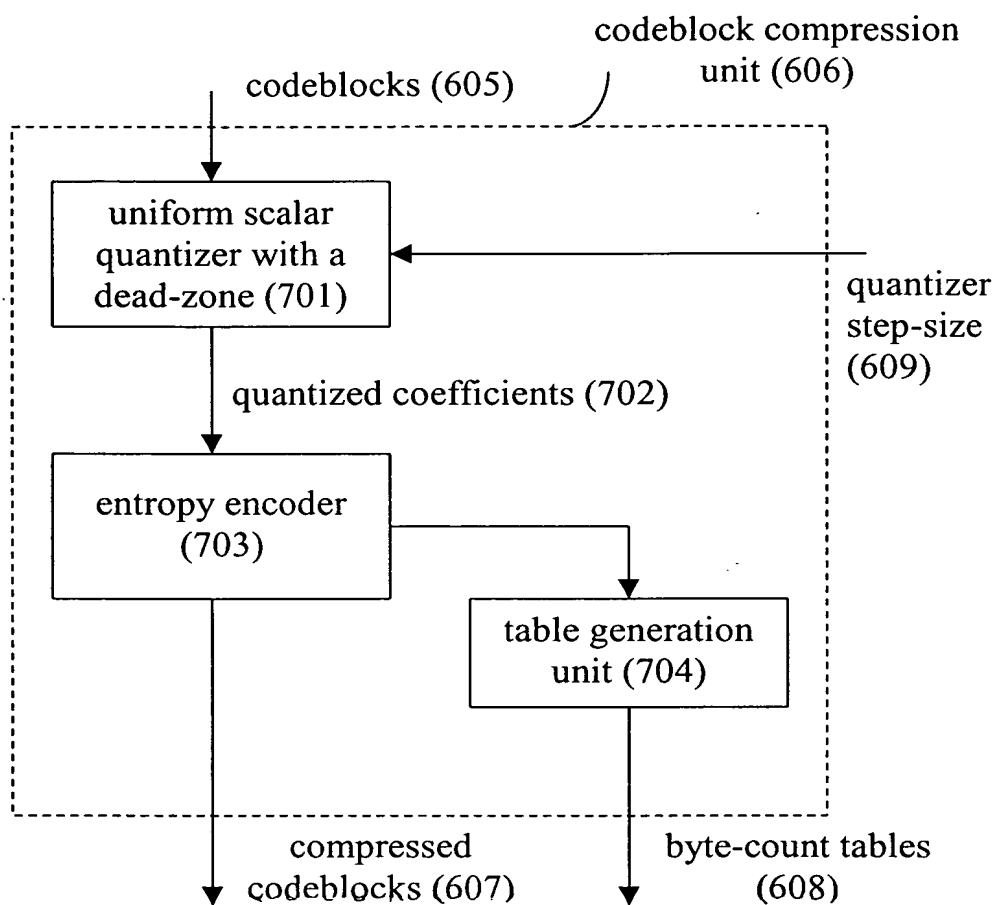 codeblock compression
unit (606)
codeblocks (605)
uniform scalar
quantizer with a
dead-zone (701)
quantizer
step-size
(609)
quantized coefficients (702)
entropy encoder
(703)
table generation
unit (704)
compressed
codeblocks (607)
byte-count tables
(608)